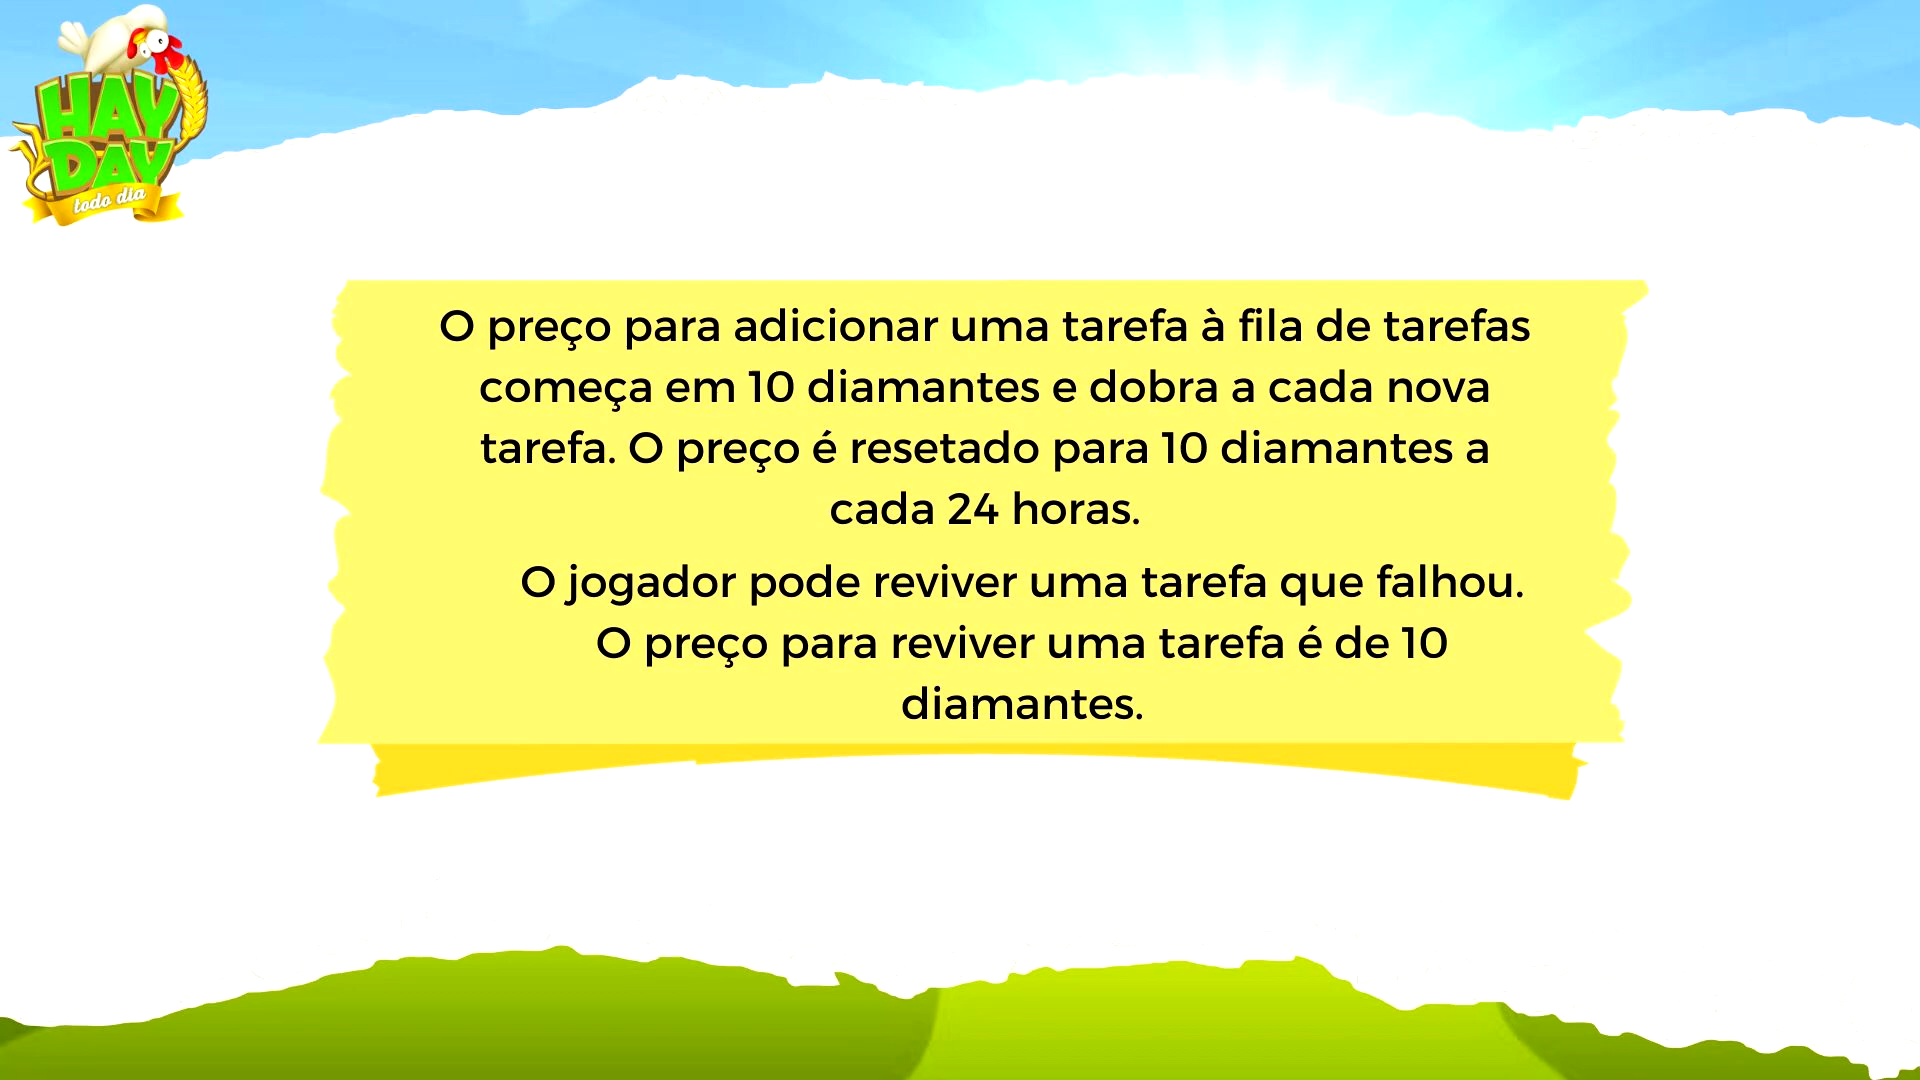 HAY
DAY
todo dia
O preço para adicionar uma tarefa à fila de tarefas
começa em 10 diamantes e dobra a cada nova
tarefa. O preço é resetado para 10 diamantes a
cada 24 horas.
O jogador pode reviver uma tarefa que falhou.
O preço para reviver uma tarefa é de 10
diamantes.